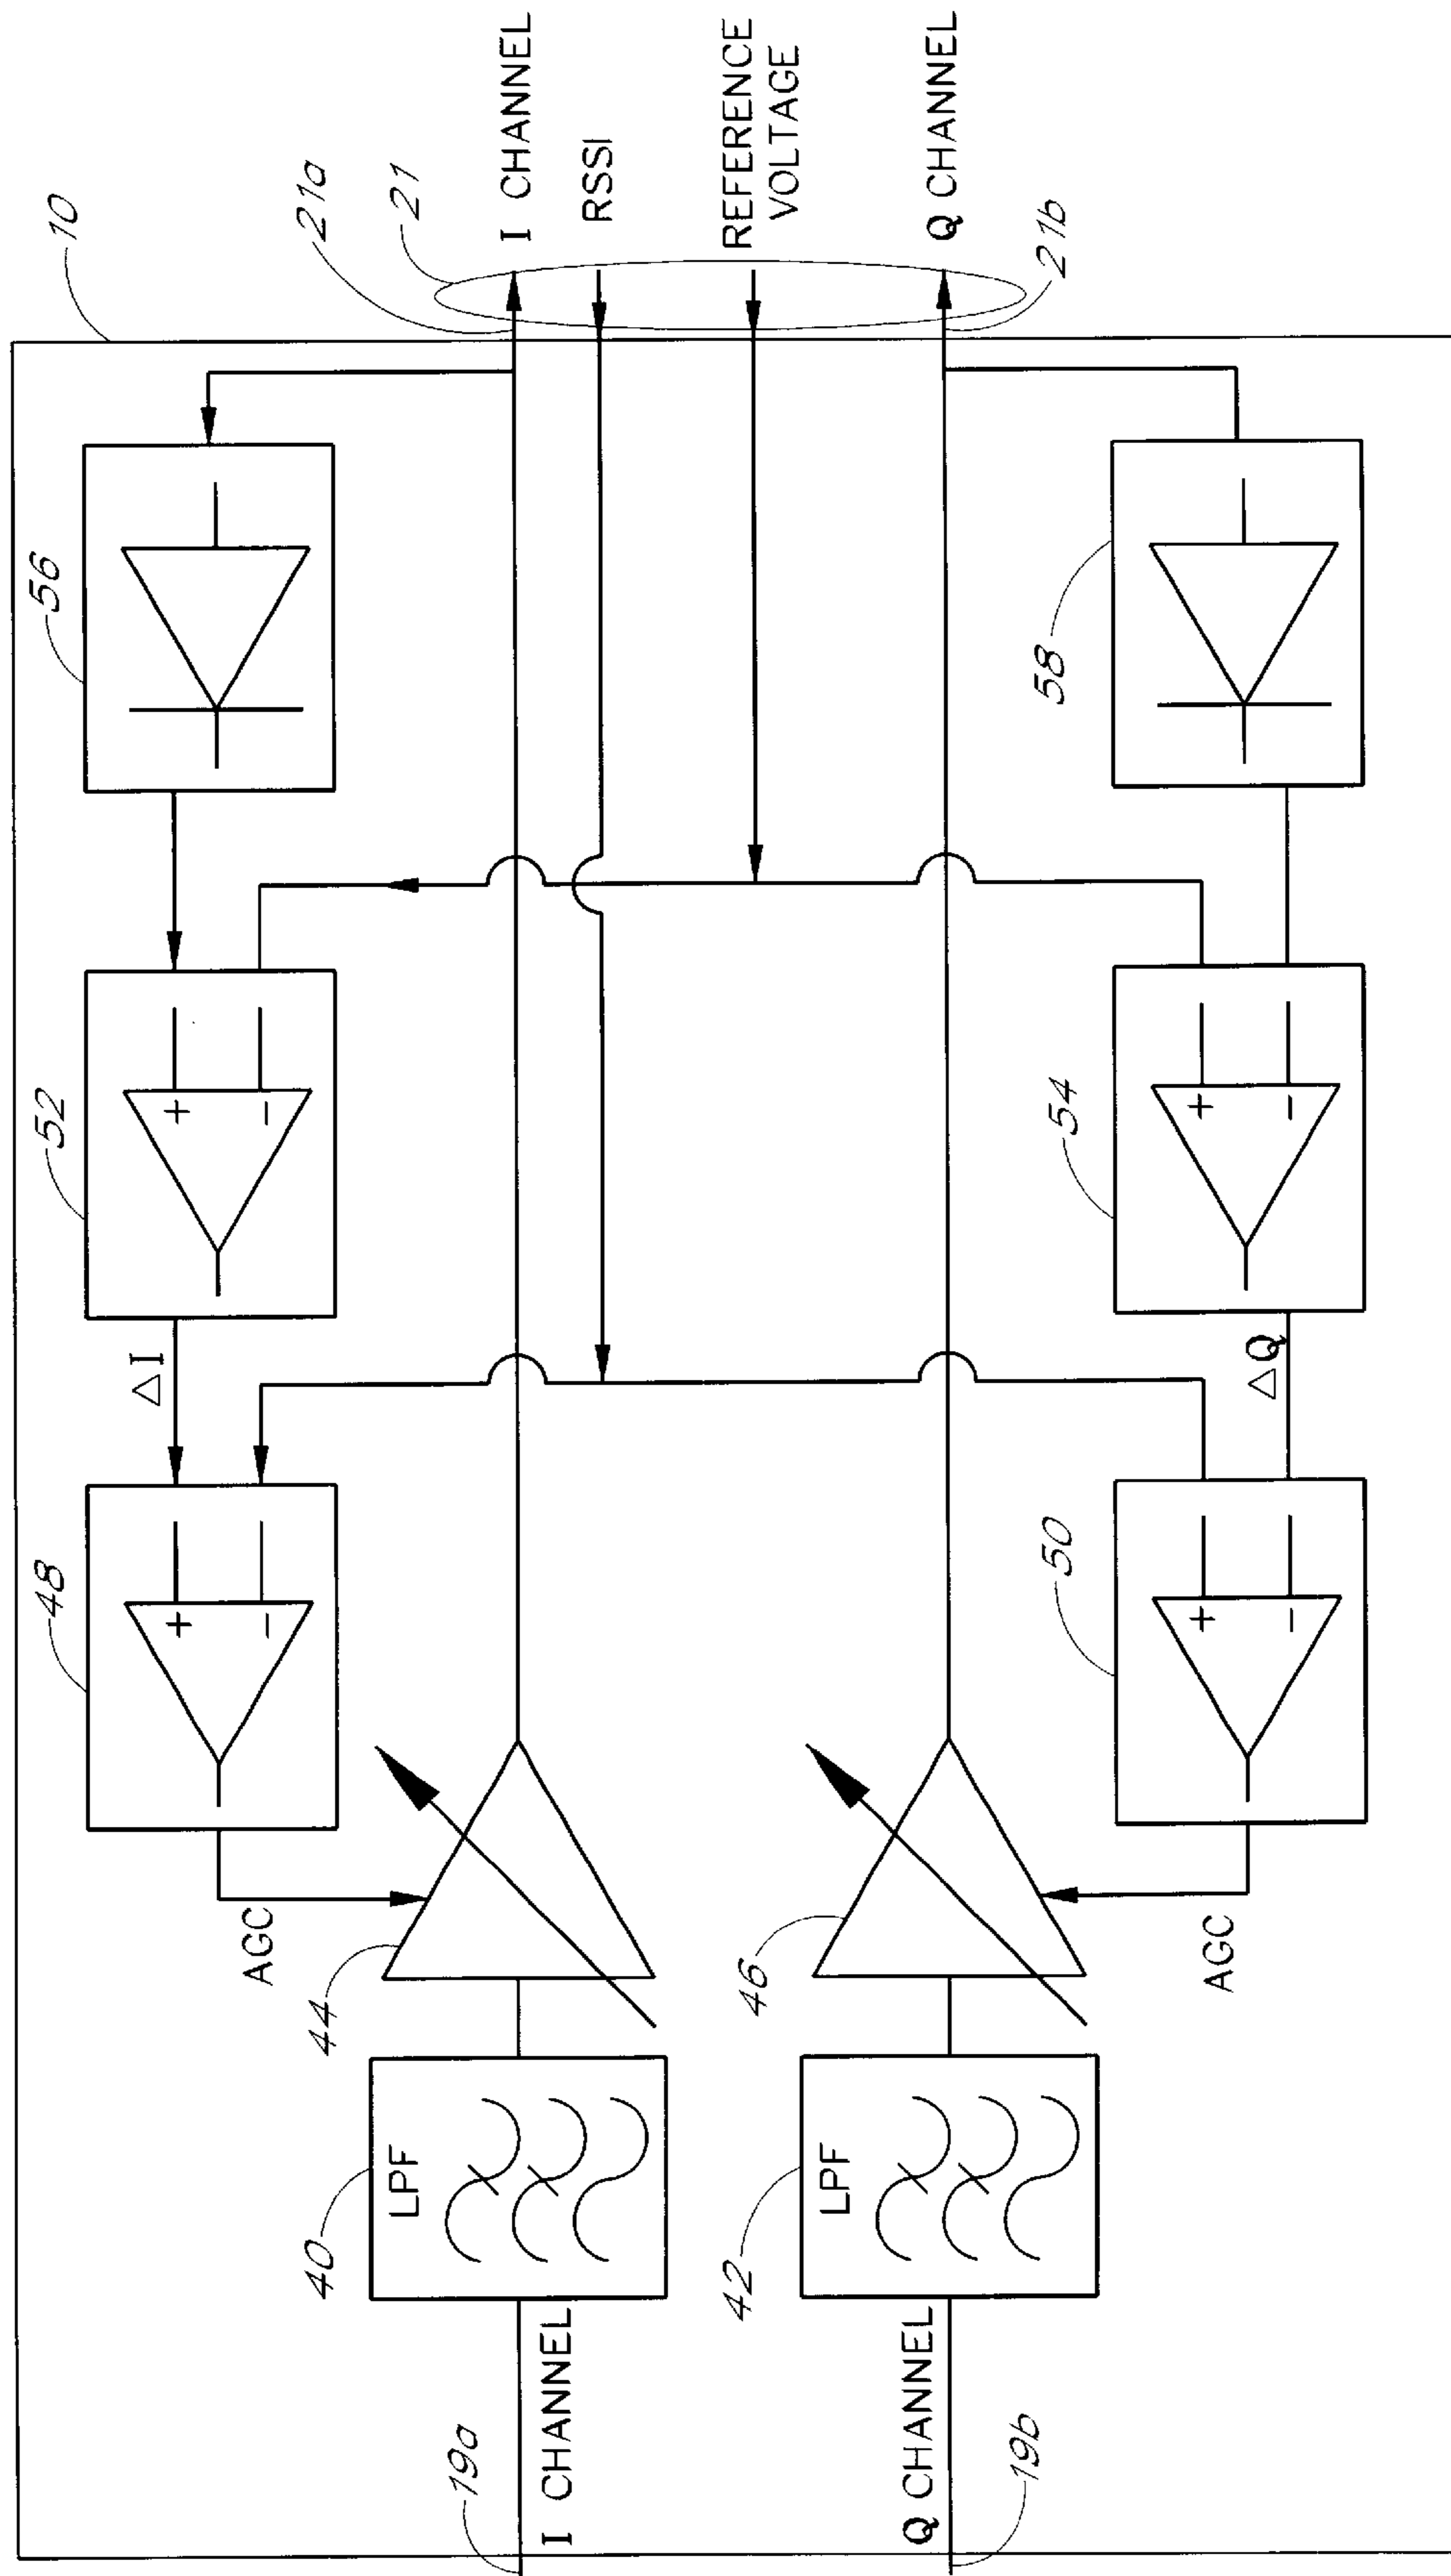 10
56
52
48
ΔI
AGC
44
40
LPF
19a
I CHANNEL
21a
21
I CHANNEL
RSSI
REFERENCE
VOLTAGE
Q CHANNEL
21b
+
−
+
−
46
42
LPF
Q CHANNEL
19b
58
54
50
ΔQ
AGC
+
−
+
−